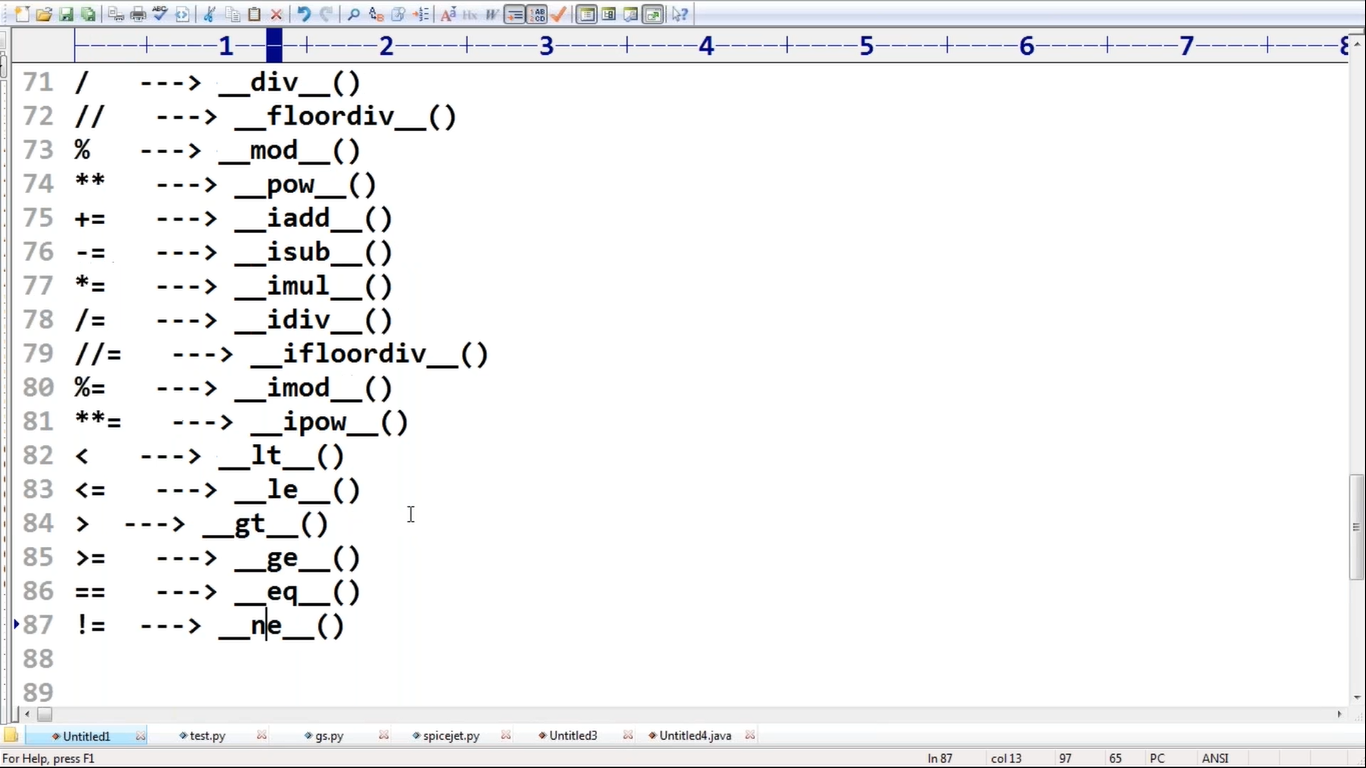 1 2 3 4 5 6 7 8
71 / ---> __div__()
72 // ---> __floordiv__()
73 % ---> __mod__()
74 ** ---> __pow__()
75 += ---> __iadd__()
76 -= ---> __isub__()
77 *= ---> __imul__()
78 /= ---> __idiv__()
79 //= ---> __ifloordiv__()
80 %= ---> __imod__()
81 **= ---> __ipow__()
82 < ---> __lt__()
83 <= ---> __le__()
84 > ---> __gt__()
85 >= ---> __ge__()
86 == ---> __eq__()
87 != ---> __ne__()
88
89
Untitled1 test.py gs.py spicejet.py Untitled3 Untitled4.java
For Help, press F1 ln 87 col 13 97 65 PC ANSI